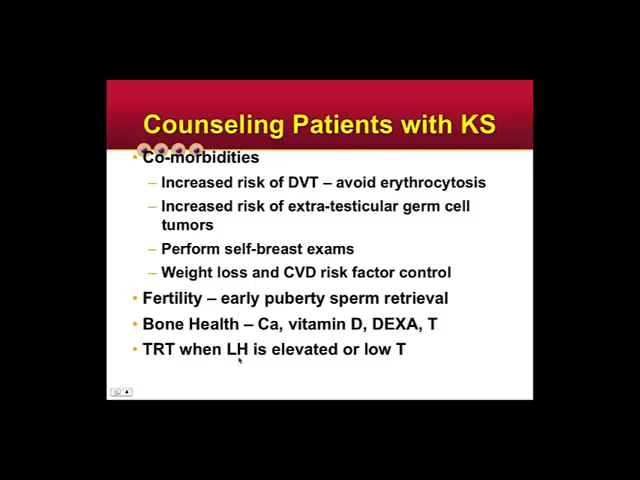 Counseling Patients with KS
• Co-morbidities
– Increased risk of DVT – avoid erythrocytosis
– Increased risk of extra-testicular germ cell
tumors
– Perform self-breast exams
– Weight loss and CVD risk factor control
• Fertility – early puberty sperm retrieval
• Bone Health – Ca, vitamin D, DEXA, T
• TRT when LH is elevated or low T